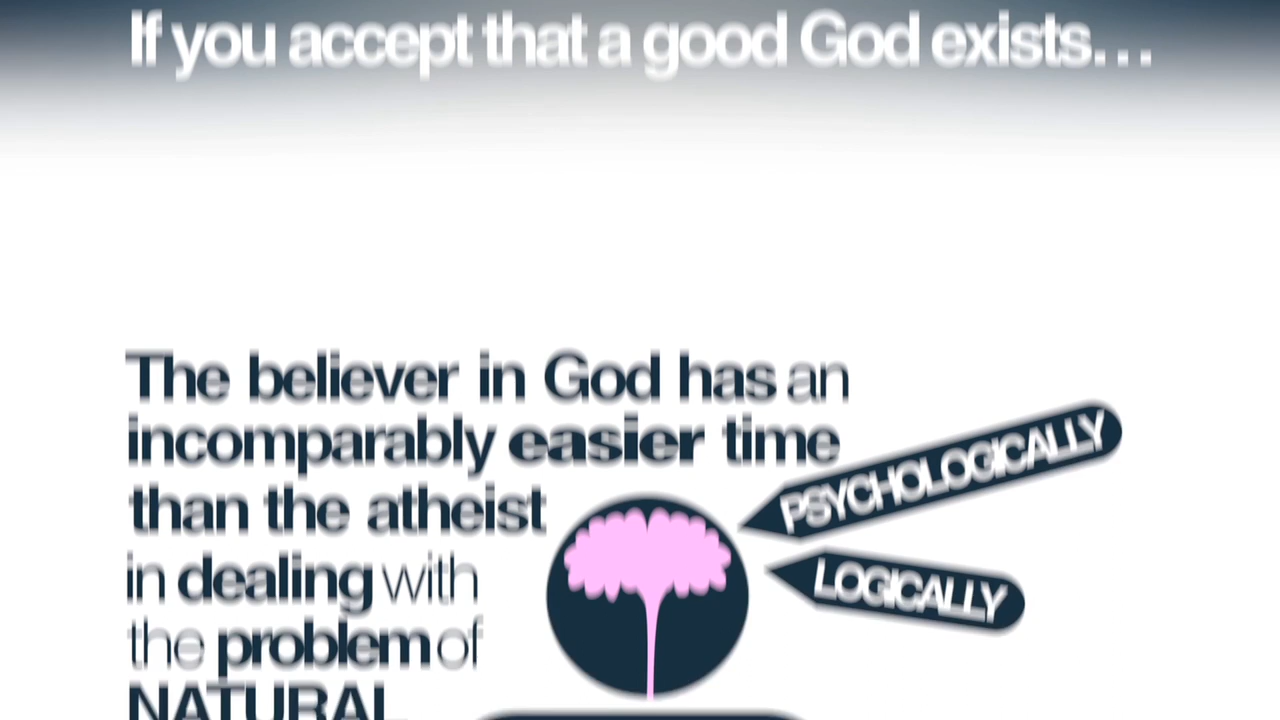 If you accept that a good God exists...
The believer in God has an
incomparably easier time
than the atheist
in dealing with
the problem of
NATURAL
PSYCHOLOGICALLY
LOGICALLY